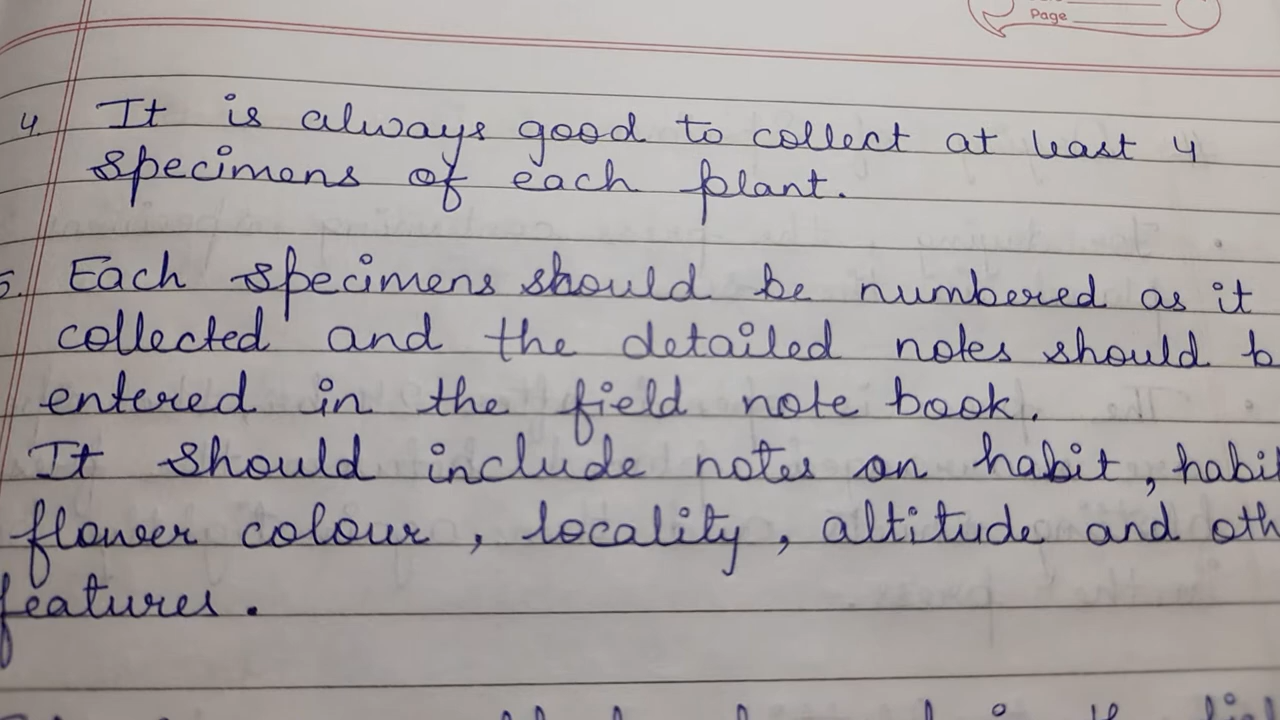 Page
4. It is always good to collect at least 4
specimens of each plant.
5. Each specimens should be numbered as it
collected and the detailed notes should b
entered in the field note book.
It should include notes on habit, habit
flower colour, locality, altitude and oth
features.